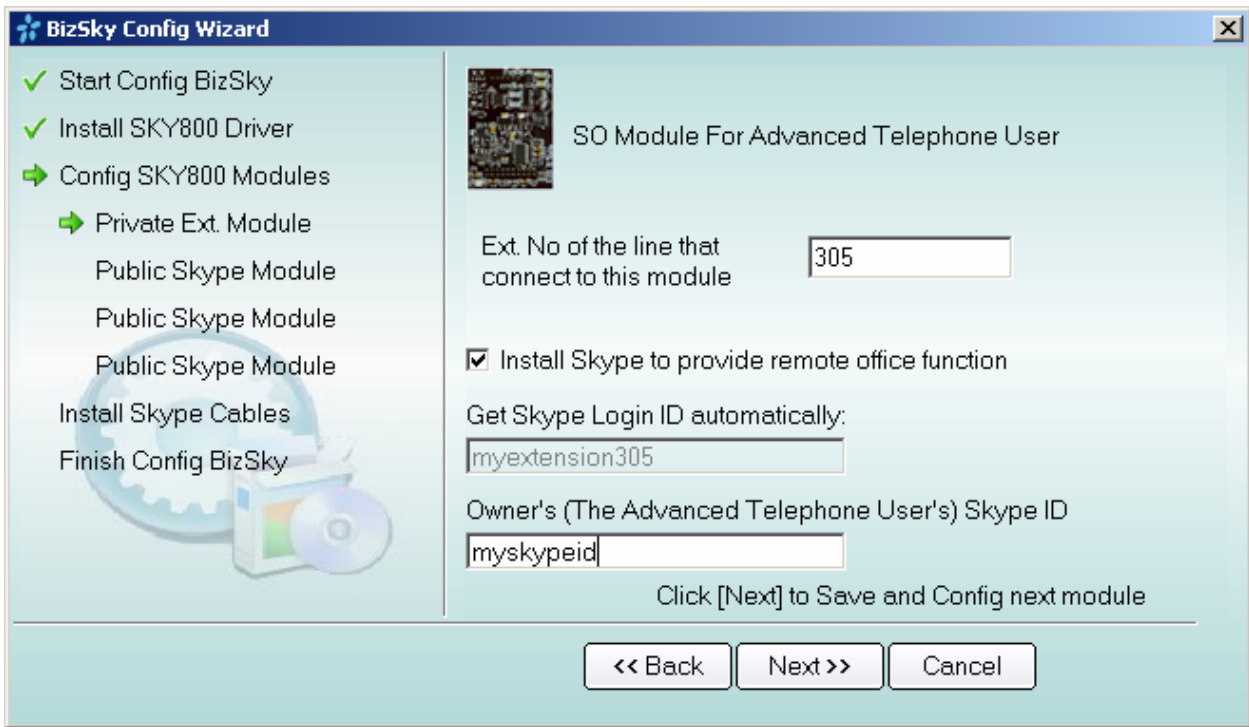 BizSky Config Wizard
Start Config BizSky
Install SKY800 Driver
Config SKY800 Modules
Private Ext. Module
Public Skype Module
Public Skype Module
Public Skype Module
Install Skype Cables
Finish Config BizSky
SO Module For Advanced Telephone User
Ext. No of the line that
connect to this module
305
Install Skype to provide remote office function
Get Skype Login ID automatically:
myextension305
Owner's (The Advanced Telephone User's) Skype ID
myskypeid
Click [Next] to Save and Config next module
<< Back
Next >>
Cancel